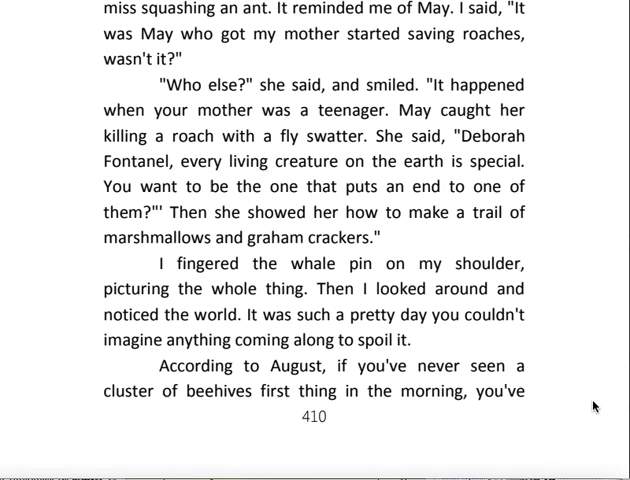 miss squashing an ant. It reminded me of May. I said, "It
was May who got my mother started saving roaches,
wasn't it?"
"Who else?" she said, and smiled. "It happened
when your mother was a teenager. May caught her
killing a roach with a fly swatter. She said, "Deborah
Fontanel, every living creature on the earth is special.
You want to be the one that puts an end to one of
them?"' Then she showed her how to make a trail of
marshmallows and graham crackers."
I fingered the whale pin on my shoulder,
picturing the whole thing. Then I looked around and
noticed the world. It was such a pretty day you couldn't
imagine anything coming along to spoil it.
According to August, if you've never seen a
cluster of beehives first thing in the morning, you've
410